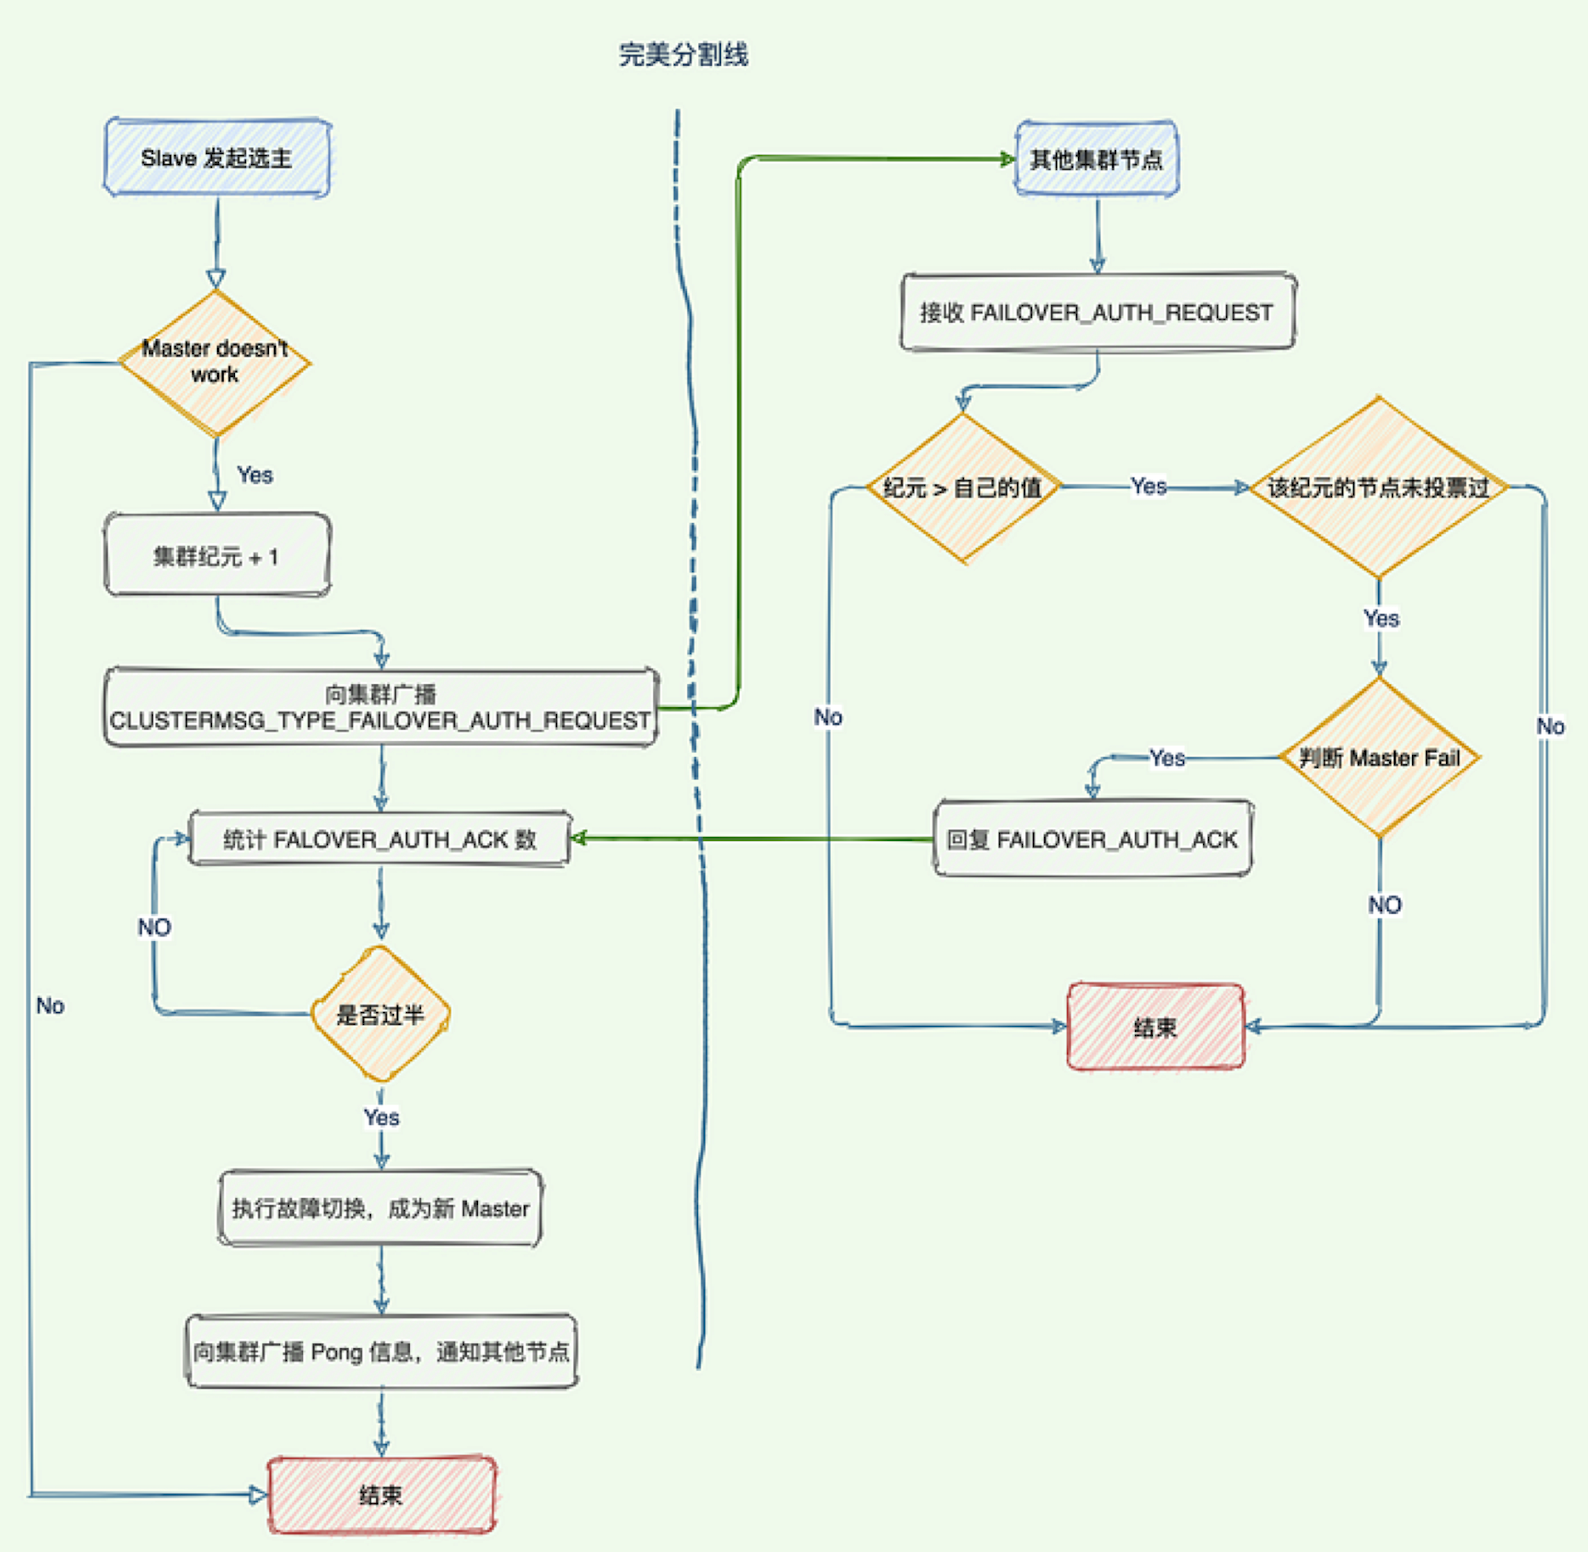 完美分割线
Slave 发起选主
Master doesn't
work
Yes
集群纪元 + 1
向集群广播
CLUSTERMSG_TYPE_FAILOVER_AUTH_REQUEST
统计 FALOVER_AUTH_ACK 数
NO
是否过半
No
Yes
执行故障切换，成为新 Master
向集群广播 Pong 信息，通知其他节点
结束
其他集群节点
接收 FAILOVER_AUTH_REQUEST
纪元 > 自己的值
Yes
该纪元的节点未投票过
Yes
No
No
判断 Master Fail
Yes
回复 FAILOVER_AUTH_ACK
NO
结束